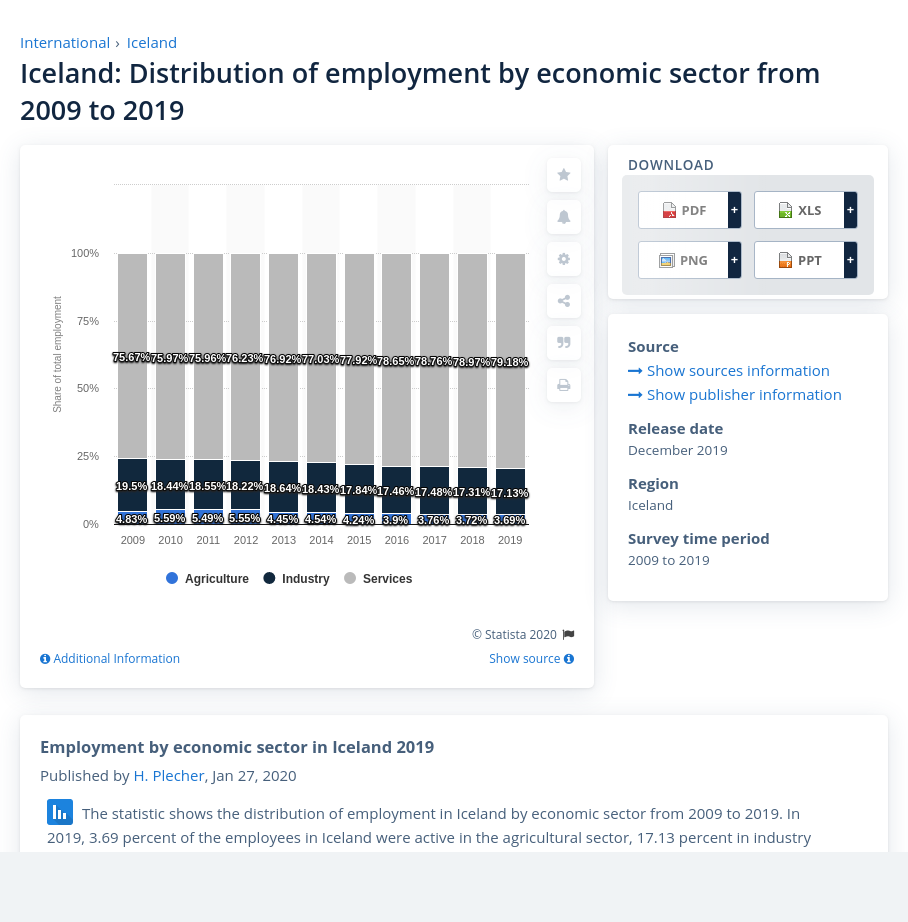 International › Iceland
Iceland: Distribution of employment by economic sector from
2009 to 2019
Share of total employment
100%
75%
50%
25%
0%
75.67% 75.97% 75.96% 76.23% 76.92% 77.03% 77.92% 78.65% 78.76% 78.97% 79.18%
19.5% 18.44% 18.55% 18.22% 18.64% 18.43% 17.84% 17.46% 17.48% 17.31% 17.13%
4.83% 5.59% 5.49% 5.55% 4.45% 4.54% 4.24% 3.9% 3.76% 3.72% 3.69%
2009 2010 2011 2012 2013 2014 2015 2016 2017 2018 2019
Agriculture Industry Services
© Statista 2020
Additional Information Show source
DOWNLOAD
PDF + XLS +
PNG + PPT +
Source
Show sources information
Show publisher information
Release date
December 2019
Region
Iceland
Survey time period
2009 to 2019
Employment by economic sector in Iceland 2019
Published by H. Plecher, Jan 27, 2020
The statistic shows the distribution of employment in Iceland by economic sector from 2009 to 2019. In
2019, 3.69 percent of the employees in Iceland were active in the agricultural sector, 17.13 percent in industry